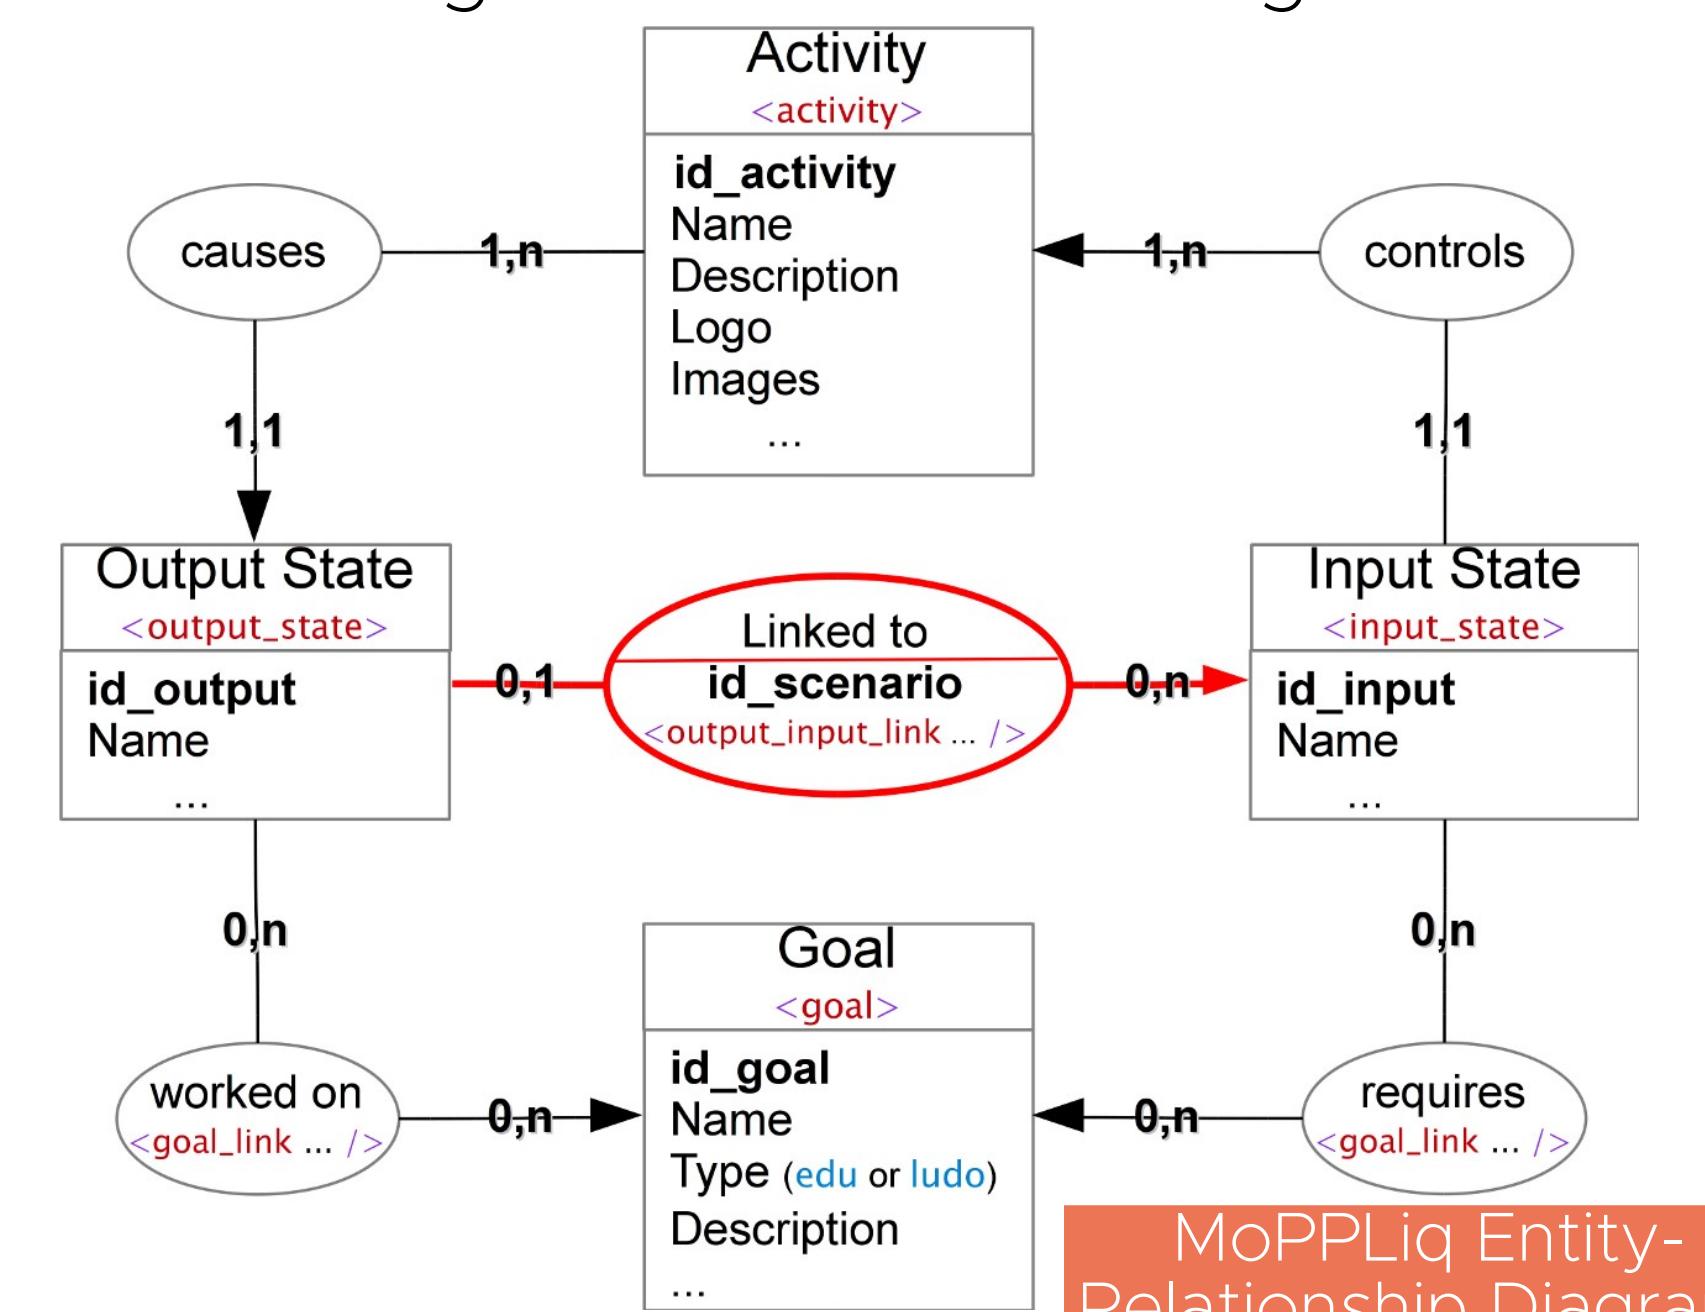 Activity
<activity>
id_activity
Name
Description
Logo
Images
...
causes
1,n
1,n
controls
1,1
1,1
Output State
<output_state>
id_output
Name
...
0,1
Linked to
id_scenario
<output_input_link ... />
0,n
Input State
<input_state>
id_input
Name
...
0,n
0,n
worked on
<goal_link ... />
0,n
Goal
<goal>
id_goal
Name
Type (edu or ludo)
Description
...
0,n
requires
<goal_link ... />
MoPPLiq Entity-
Relationship Diagra